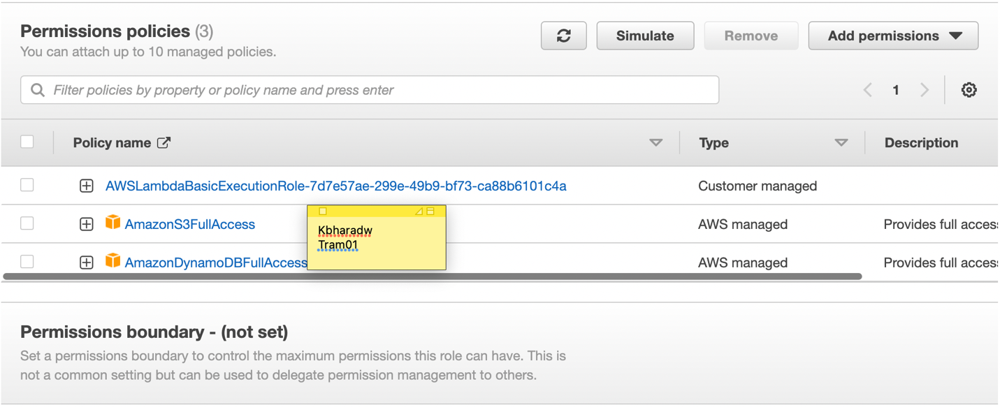 Permissions policies (3)
You can attach up to 10 managed policies.
Simulate
Remove
Add permissions
Filter policies by property or policy name and press enter
1
Policy name
Type
Description
AWSLambdaBasicExecutionRole-7d7e57ae-299e-49b9-bf73-ca88b6101c4a
Customer managed
AmazonS3FullAccess
AWS managed
Provides full access
Kbharadw
Tram01
AmazonDynamoDBFullAccess
AWS managed
Provides full access
Permissions boundary - (not set)
Set a permissions boundary to control the maximum permissions this role can have. This is
not a common setting but can be used to delegate permission management to others.